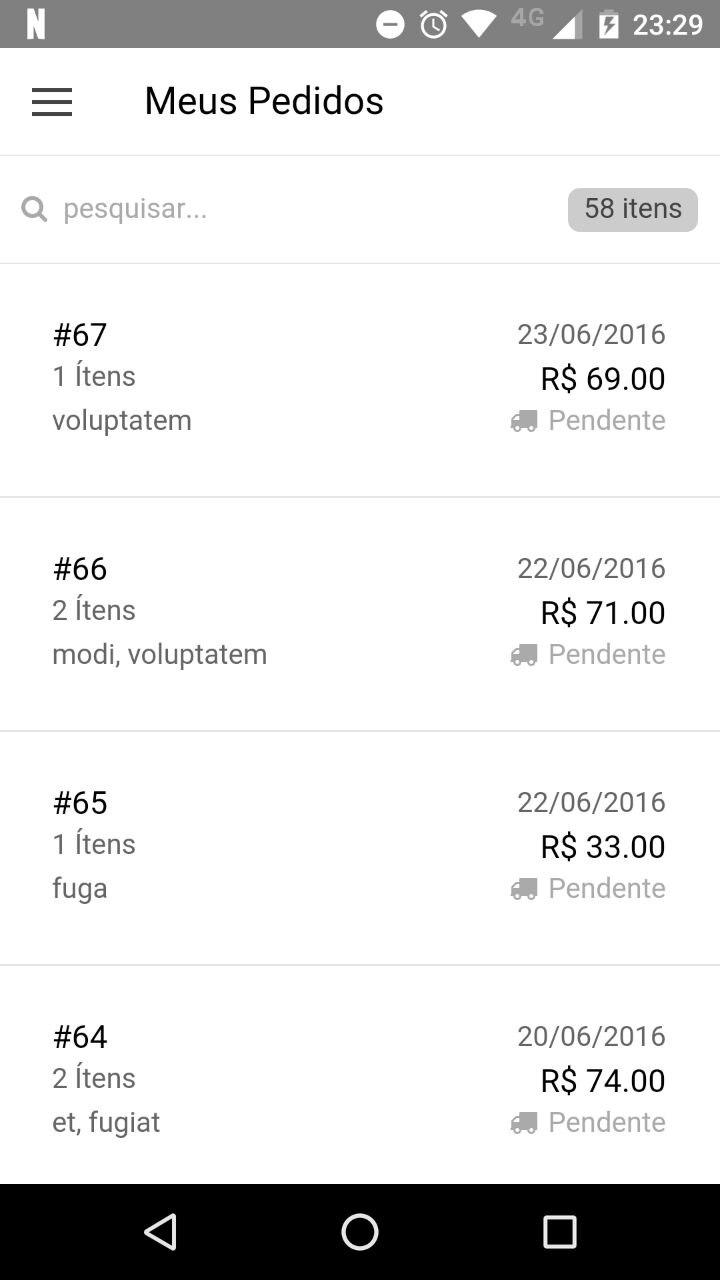 N 4G 23:29
Meus Pedidos
pesquisar... 58 itens
#67 23/06/2016
1 Ítens R$ 69.00
voluptatem Pendente
#66 22/06/2016
2 Ítens R$ 71.00
modi, voluptatem Pendente
#65 22/06/2016
1 Ítens R$ 33.00
fuga Pendente
#64 20/06/2016
2 Ítens R$ 74.00
et, fugiat Pendente